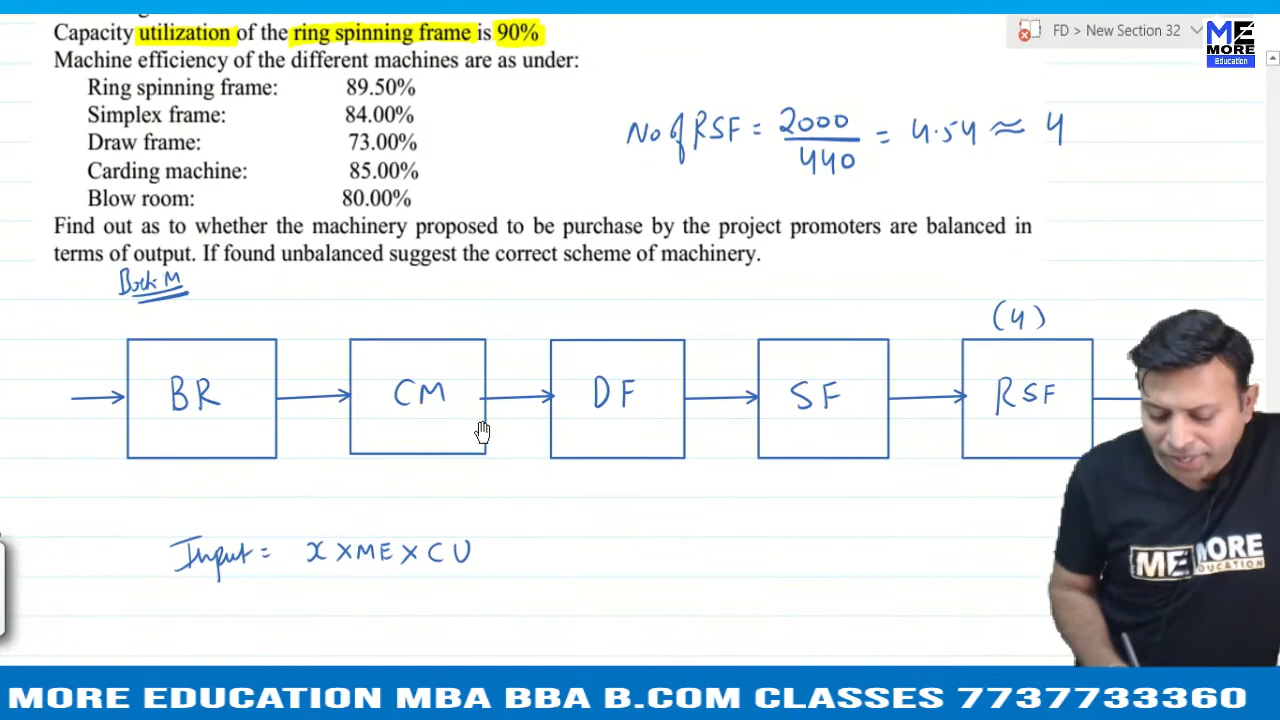 Capacity utilization of the ring spinning frame is 90%
Machine efficiency of the different machines are as under:
Ring spinning frame: 89.50%
Simplex frame: 84.00%
Draw frame: 73.00%
Carding machine: 85.00%
Blow room: 80.00%
Find out as to whether the machinery proposed to be purchase by the project promoters are balanced in
terms of output. If found unbalanced suggest the correct scheme of machinery.
FD > New Section 32
ME
MORE
Education
No of RSF = 2000 / 440 = 4.54 ≈ 4
Back M
(4)
BR
CM
DF
SF
RSF
Input = x × ME × CU
ME MORE
EDUCATION
MORE EDUCATION MBA BBA B.COM CLASSES 7737733360